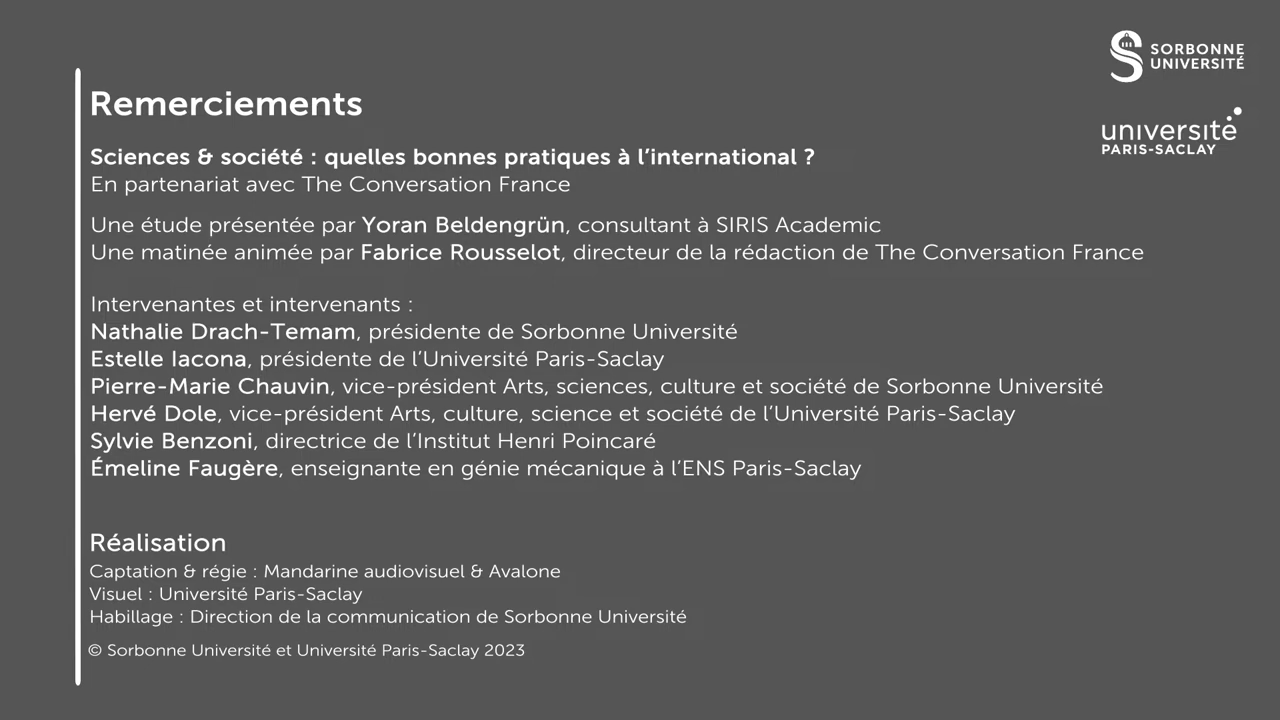 SORBONNE
UNIVERSITÉ
université
PARIS-SACLAY
Remerciements
Sciences & société : quelles bonnes pratiques à l'international ?
En partenariat avec The Conversation France
Une étude présentée par Yoran Beldengrün, consultant à SIRIS Academic
Une matinée animée par Fabrice Rousselot, directeur de la rédaction de The Conversation France
Intervenantes et intervenants :
Nathalie Drach-Temam, présidente de Sorbonne Université
Estelle Iacona, présidente de l'Université Paris-Saclay
Pierre-Marie Chauvin, vice-président Arts, sciences, culture et société de Sorbonne Université
Hervé Dole, vice-président Arts, culture, science et société de l'Université Paris-Saclay
Sylvie Benzoni, directrice de l'Institut Henri Poincaré
Émeline Faugère, enseignante en génie mécanique à l'ENS Paris-Saclay
Réalisation
Captation & régie : Mandarine audiovisuel & Avalone
Visuel : Université Paris-Saclay
Habillage : Direction de la communication de Sorbonne Université
© Sorbonne Université et Université Paris-Saclay 2023